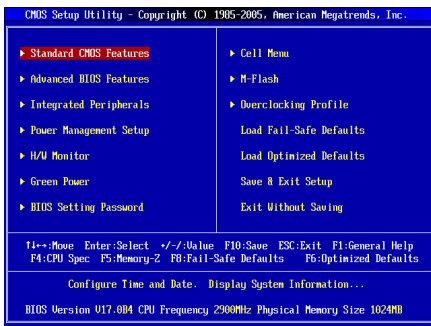 CMOS Setup Utility - Copyright (C) 1985-2005, American Megatrends, Inc.
▶ Standard CMOS Features
▶ Advanced BIOS Features
▶ Integrated Peripherals
▶ Power Management Setup
▶ H/W Monitor
▶ Green Power
▶ BIOS Setting Password
▶ Cell Menu
▶ M-Flash
▶ Overclocking Profile
Load Fail-Safe Defaults
Load Optimized Defaults
Save & Exit Setup
Exit Without Saving
↑↓←→:Move Enter:Select +/-/:Value F10:Save ESC:Exit F1:General Help
F4:CPU Spec F5:Memory-Z F8:Fail-Safe Defaults F6:Optimized Defaults
Configure Time and Date. Display System Information...
BIOS Version V17.0B4 CPU Frequency 2900MHz Physical Memory Size 1024MB